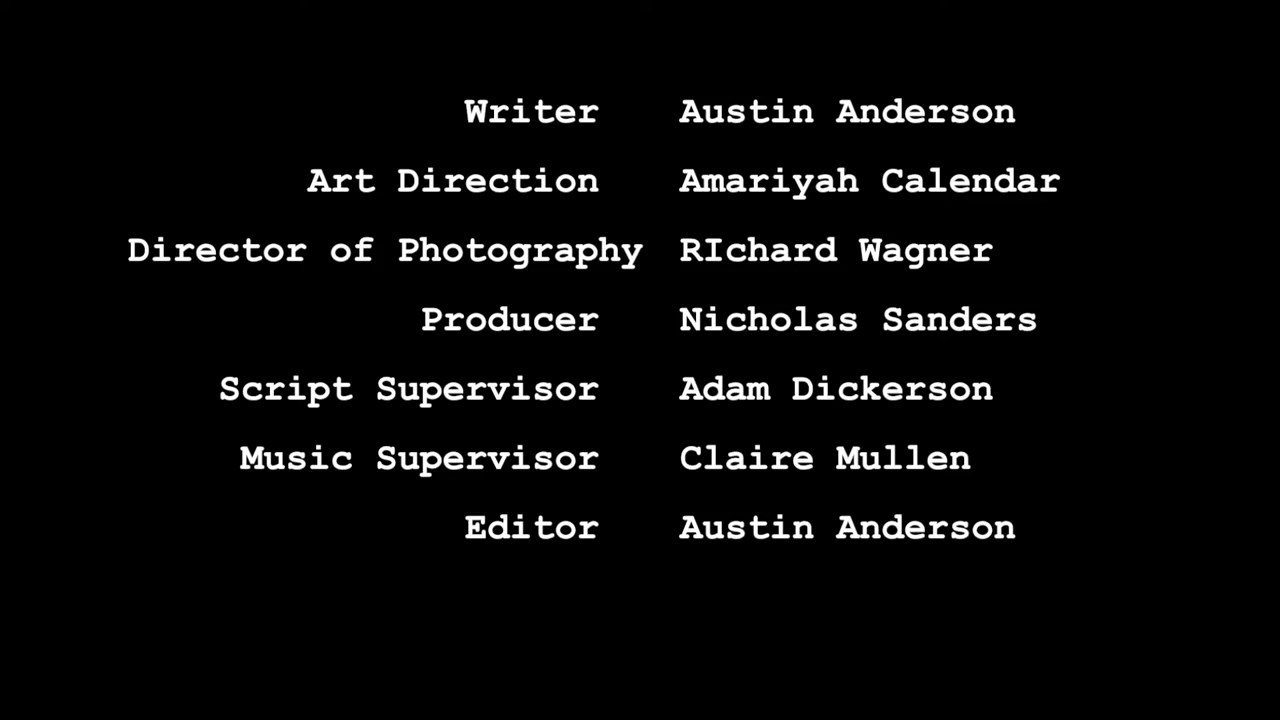 Writer Austin Anderson
Art Direction Amariyah Calendar
Director of Photography RIchard Wagner
Producer Nicholas Sanders
Script Supervisor Adam Dickerson
Music Supervisor Claire Mullen
Editor Austin Anderson